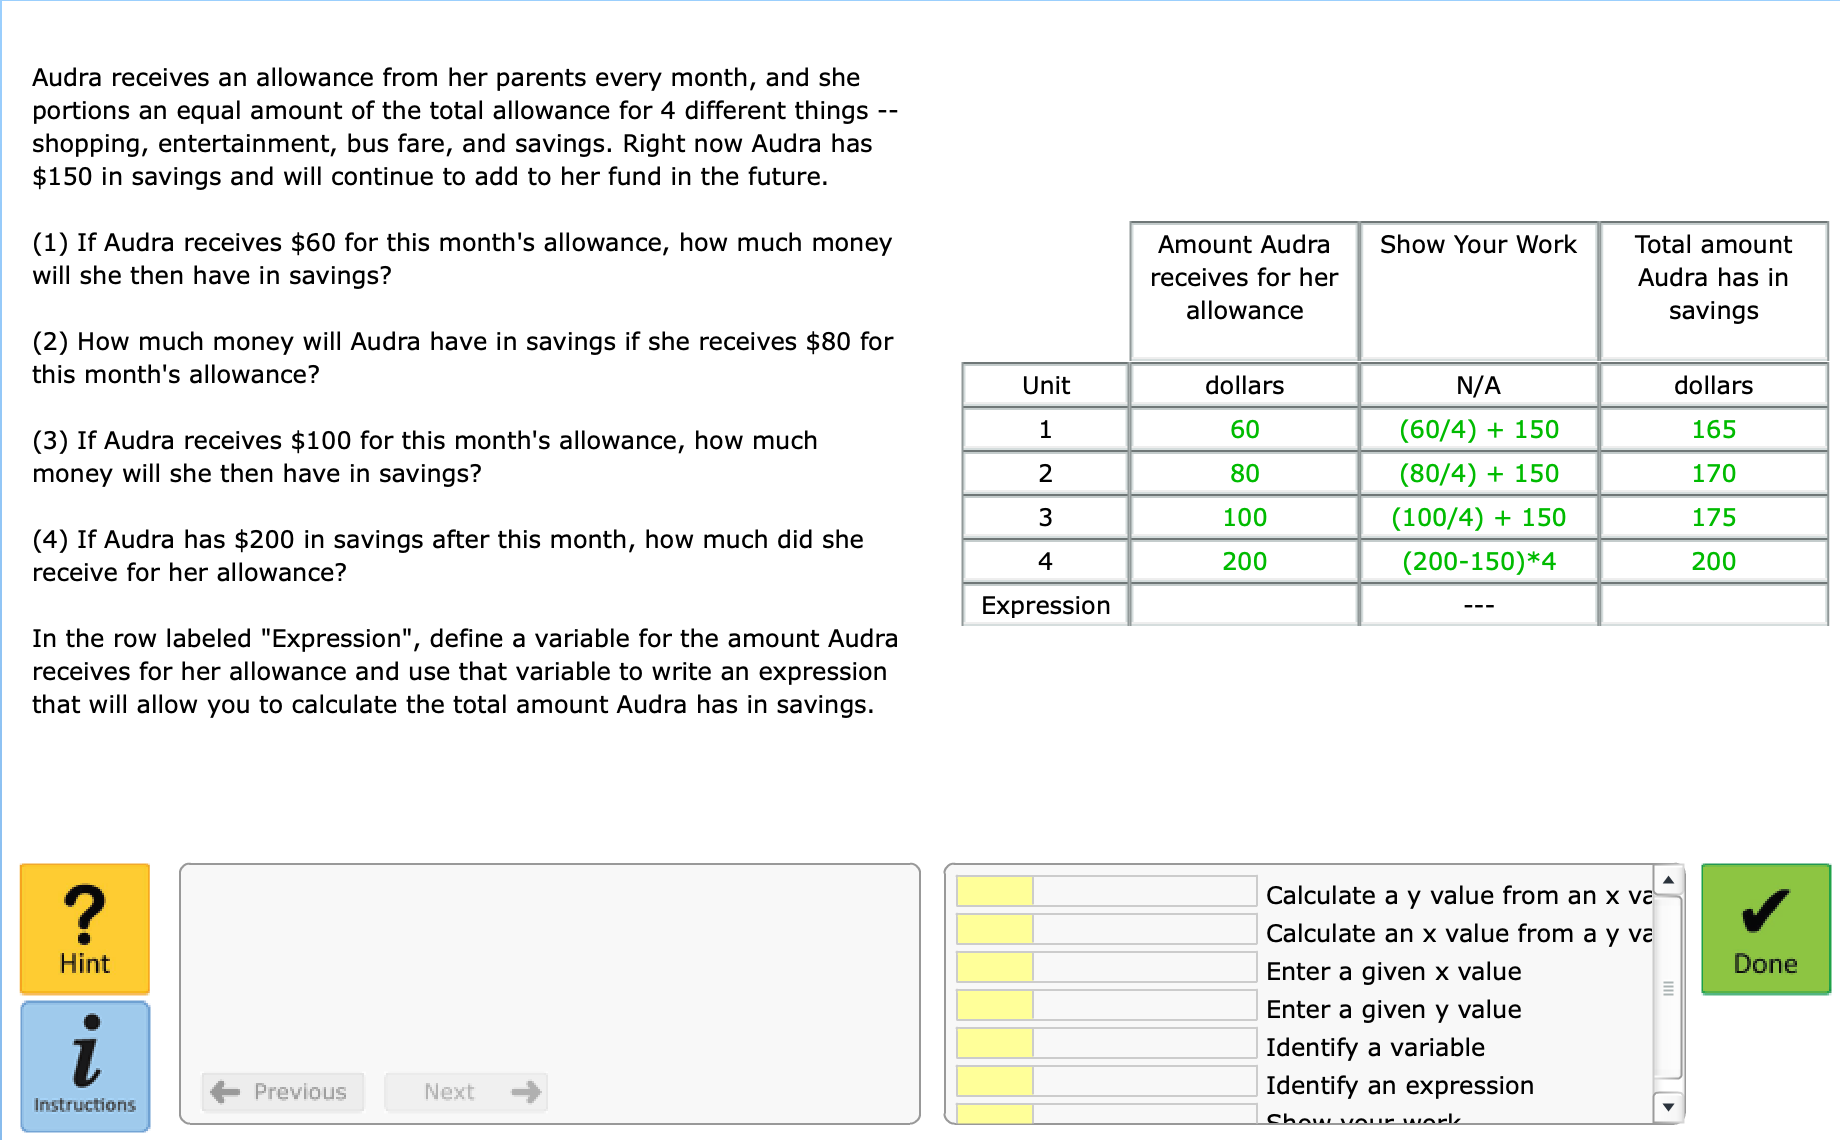 Audra receives an allowance from her parents every month, and she
portions an equal amount of the total allowance for 4 different things --
shopping, entertainment, bus fare, and savings. Right now Audra has
$150 in savings and will continue to add to her fund in the future.
(1) If Audra receives $60 for this month's allowance, how much money
will she then have in savings?
(2) How much money will Audra have in savings if she receives $80 for
this month's allowance?
(3) If Audra receives $100 for this month's allowance, how much
money will she then have in savings?
(4) If Audra has $200 in savings after this month, how much did she
receive for her allowance?
In the row labeled "Expression", define a variable for the amount Audra
receives for her allowance and use that variable to write an expression
that will allow you to calculate the total amount Audra has in savings.
Amount Audra receives for her allowance Show Your Work Total amount Audra has in savings
Unit dollars N/A dollars
1 60 (60/4) + 150 165
2 80 (80/4) + 150 170
3 100 (100/4) + 150 175
4 200 (200-150)*4 200
Expression ---
? Hint
i Instructions
Previous Next
Calculate a y value from an x va
Calculate an x value from a y va
Enter a given x value
Enter a given y value
Identify a variable
Identify an expression
Show your work
Done